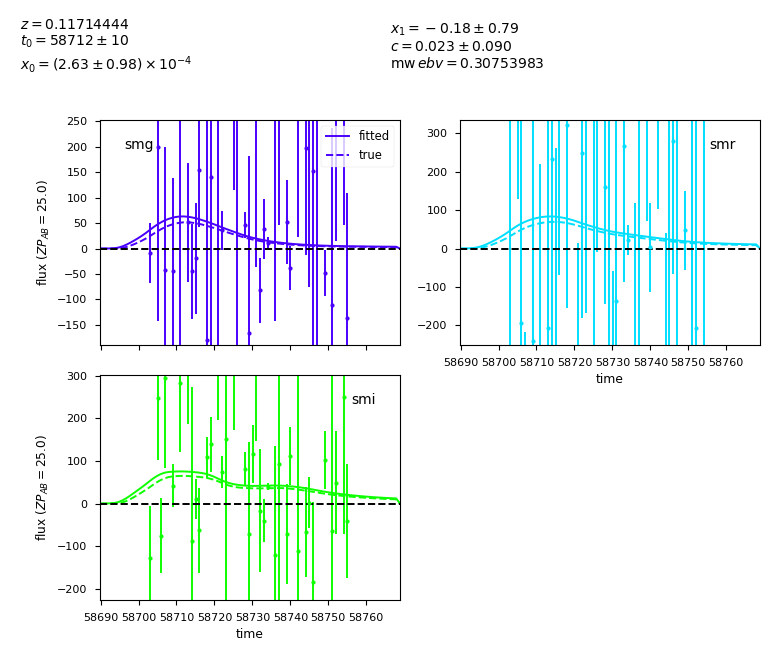 z = 0.11714444
t₀ = 58712 ± 10
x₀ = (2.63 ± 0.98) × 10⁻⁴
x₁ = −0.18 ± 0.79
c = 0.023 ± 0.090
mw ebv = 0.30753983
smg
fitted
true
250
200
150
100
50
0
−50
−100
−150
flux (ZP_AB = 25.0)
smr
300
200
100
0
−100
−200
58690 58700 58710 58720 58730 58740 58750 58760
time
smi
300
200
100
0
−100
−200
flux (ZP_AB = 25.0)
58690 58700 58710 58720 58730 58740 58750 58760
time